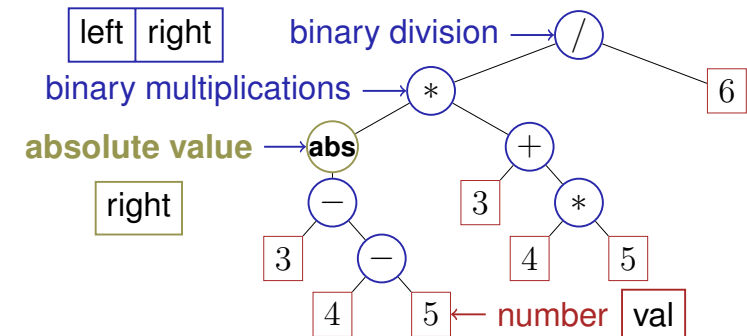 left right binary division → /
binary multiplications → * 6
absolute value → abs +
right − 3 *
3 − 4 5
4 5 ← number val